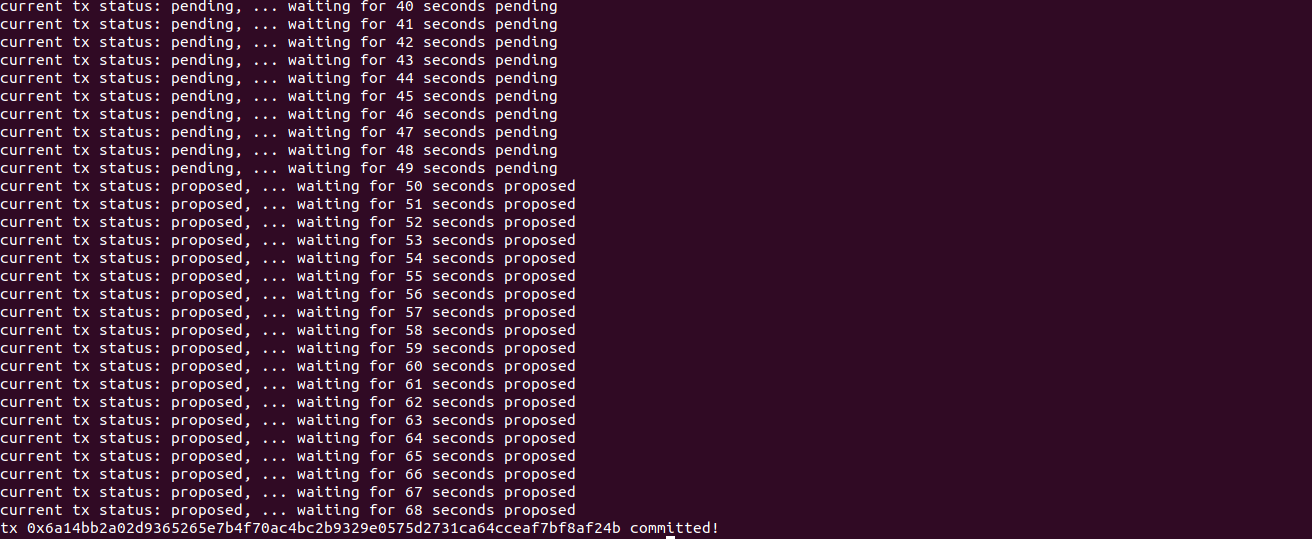 current tx status: pending, ... waiting for 40 seconds pending
current tx status: pending, ... waiting for 41 seconds pending
current tx status: pending, ... waiting for 42 seconds pending
current tx status: pending, ... waiting for 43 seconds pending
current tx status: pending, ... waiting for 44 seconds pending
current tx status: pending, ... waiting for 45 seconds pending
current tx status: pending, ... waiting for 46 seconds pending
current tx status: pending, ... waiting for 47 seconds pending
current tx status: pending, ... waiting for 48 seconds pending
current tx status: pending, ... waiting for 49 seconds pending
current tx status: proposed, ... waiting for 50 seconds proposed
current tx status: proposed, ... waiting for 51 seconds proposed
current tx status: proposed, ... waiting for 52 seconds proposed
current tx status: proposed, ... waiting for 53 seconds proposed
current tx status: proposed, ... waiting for 54 seconds proposed
current tx status: proposed, ... waiting for 55 seconds proposed
current tx status: proposed, ... waiting for 56 seconds proposed
current tx status: proposed, ... waiting for 57 seconds proposed
current tx status: proposed, ... waiting for 58 seconds proposed
current tx status: proposed, ... waiting for 59 seconds proposed
current tx status: proposed, ... waiting for 60 seconds proposed
current tx status: proposed, ... waiting for 61 seconds proposed
current tx status: proposed, ... waiting for 62 seconds proposed
current tx status: proposed, ... waiting for 63 seconds proposed
current tx status: proposed, ... waiting for 64 seconds proposed
current tx status: proposed, ... waiting for 65 seconds proposed
current tx status: proposed, ... waiting for 66 seconds proposed
current tx status: proposed, ... waiting for 67 seconds proposed
current tx status: proposed, ... waiting for 68 seconds proposed
tx 0x6a14bb2a02d9365265e7b4f70ac4bc2b9329e0575d2731ca64cceaf7bf8af24b committed!